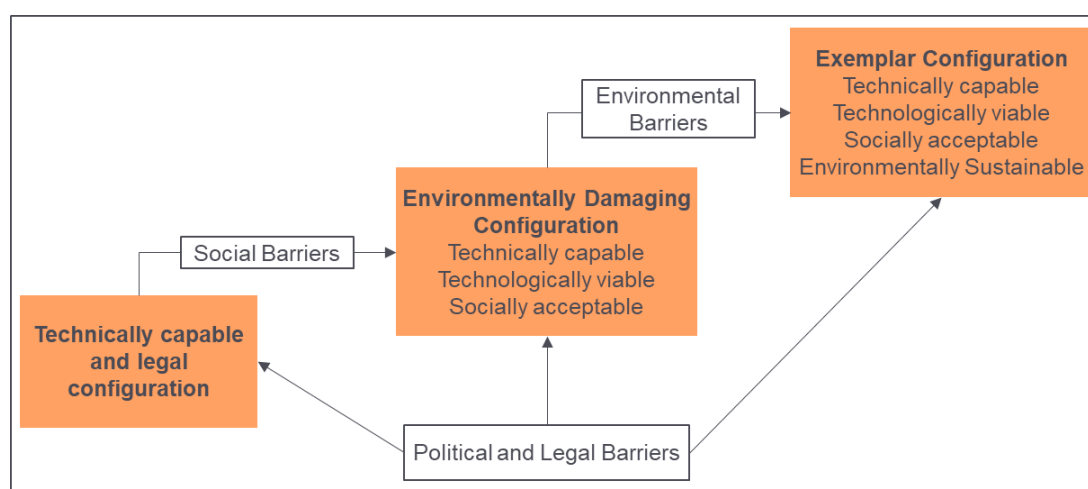 Exemplar Configuration
Technically capable
Technologically viable
Socially acceptable
Environmentally Sustainable
Environmental
Barriers
Environmentally Damaging
Configuration
Technically capable
Technologically viable
Socially acceptable
Social Barriers
Technically capable
and legal
configuration
Political and Legal Barriers